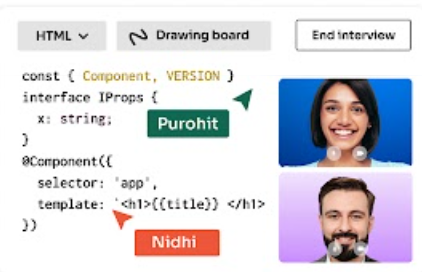 HTML
Drawing board
End interview
const { Component, VERSION }
interface IProps {
x: string;
}
@Component({
selector: 'app',
template: `<h1>{{title}} </h1>
})
Purohit
Nidhi